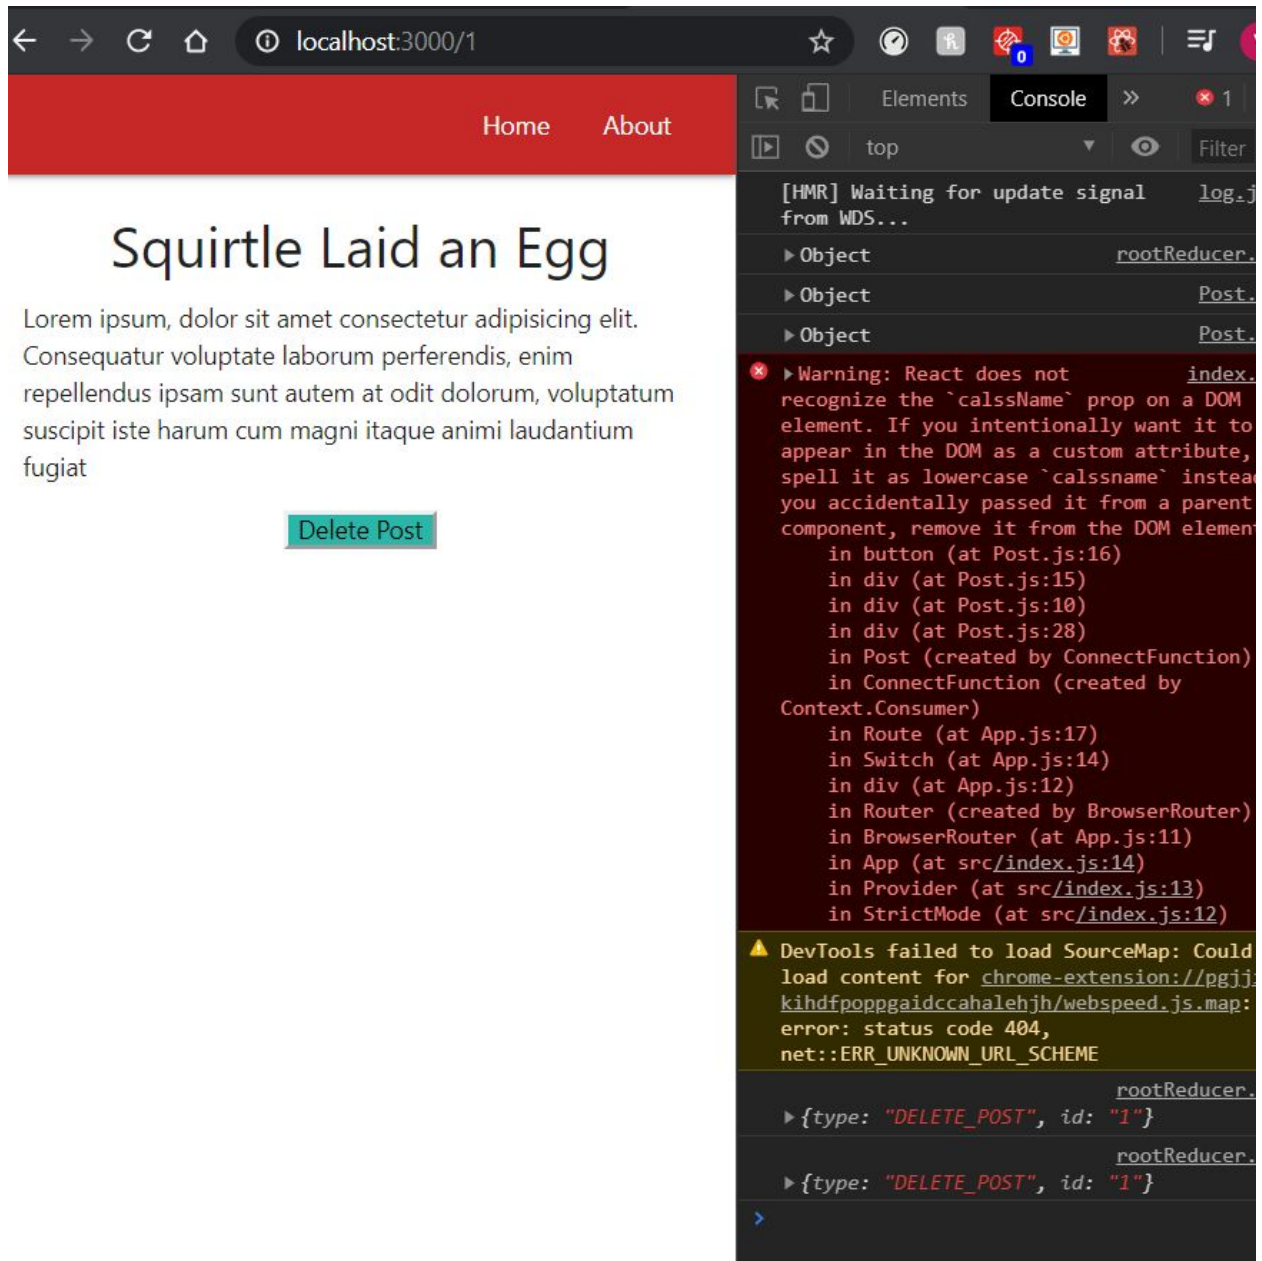 localhost:3000/1
0
Home About
Squirtle Laid an Egg
Lorem ipsum, dolor sit amet consectetur adipisicing elit.
Consequatur voluptate laborum perferendis, enim
repellendus ipsam sunt autem at odit dolorum, voluptatum
suscipit iste harum cum magni itaque animi laudantium
fugiat
Delete Post
Elements Console » 1
top Filter
[HMR] Waiting for update signal log.j
from WDS...
Object rootReducer.
Object Post.
Object Post.
Warning: React does not index.
recognize the `calssName` prop on a DOM
element. If you intentionally want it to
appear in the DOM as a custom attribute,
spell it as lowercase `calssname` instea
you accidentally passed it from a parent
component, remove it from the DOM elemen
in button (at Post.js:16)
in div (at Post.js:15)
in div (at Post.js:10)
in div (at Post.js:28)
in Post (created by ConnectFunction)
in ConnectFunction (created by
Context.Consumer)
in Route (at App.js:17)
in Switch (at App.js:14)
in div (at App.js:12)
in Router (created by BrowserRouter)
in BrowserRouter (at App.js:11)
in App (at src/index.js:14)
in Provider (at src/index.js:13)
in StrictMode (at src/index.js:12)
DevTools failed to load SourceMap: Could
load content for chrome-extension://pgjj
kihdfpoppgaidccahalehjh/webspeed.js.map:
error: status code 404,
net::ERR_UNKNOWN_URL_SCHEME
rootReducer.
{type: "DELETE_POST", id: "1"}
rootReducer.
{type: "DELETE_POST", id: "1"}